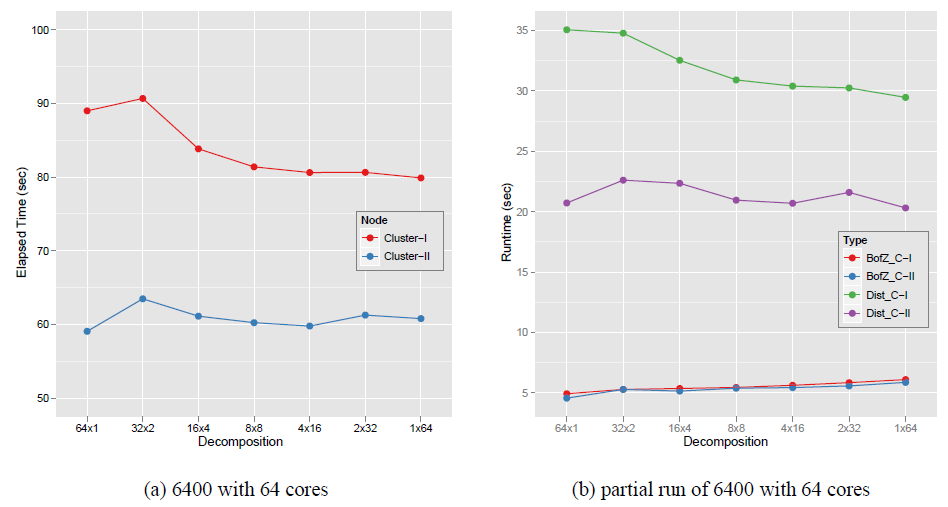 100
90
80
70
60
50
Elapsed Time (sec)
Node
Cluster-I
Cluster-II
64x1 32x2 16x4 8x8 4x16 2x32 1x64
Decomposition
(a) 6400 with 64 cores
35
30
25
20
15
10
5
Runtime (sec)
Type
BofZ_C-I
BofZ_C-II
Dist_C-I
Dist_C-II
64x1 32x2 16x4 8x8 4x16 2x32 1x64
Decomposition
(b) partial run of 6400 with 64 cores